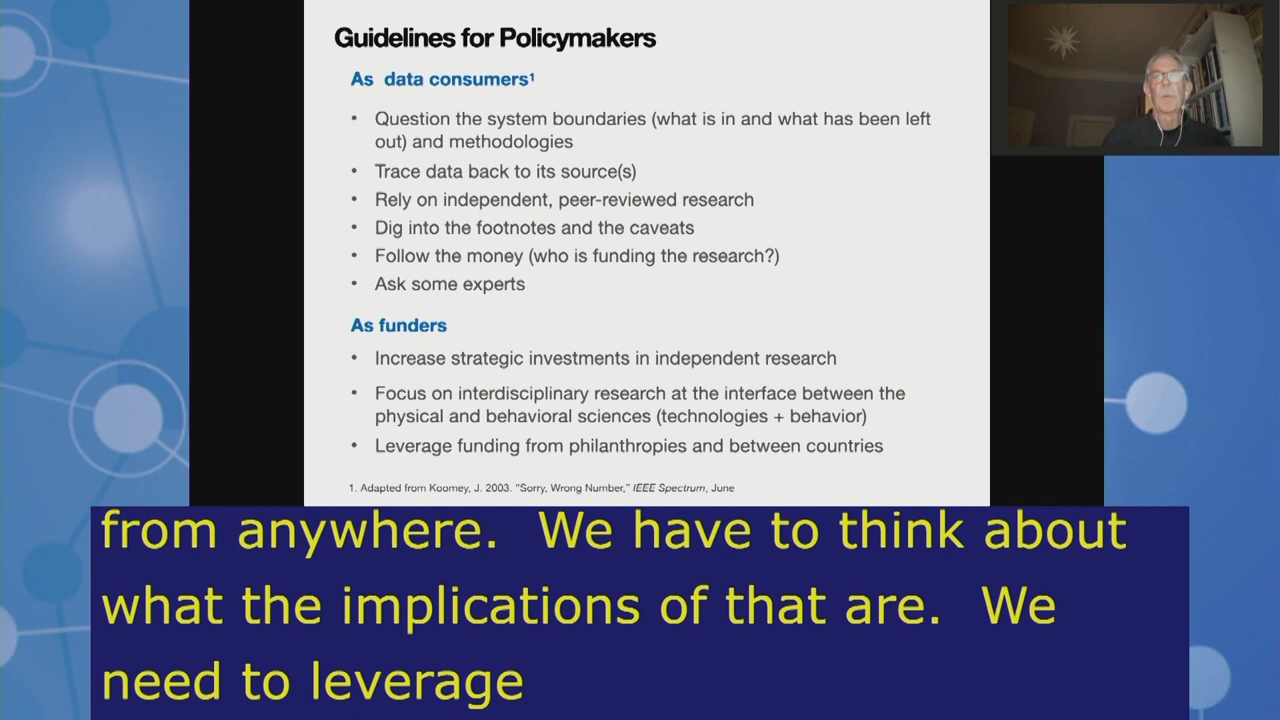 Guidelines for Policymakers
As data consumers¹
• Question the system boundaries (what is in and what has been left
out) and methodologies
• Trace data back to its source(s)
• Rely on independent, peer-reviewed research
• Dig into the footnotes and the caveats
• Follow the money (who is funding the research?)
• Ask some experts
As funders
• Increase strategic investments in independent research
• Focus on interdisciplinary research at the interface between the
physical and behavioral sciences (technologies + behavior)
• Leverage funding from philanthropies and between countries
1. Adapted from Koomey, J. 2003. "Sorry, Wrong Number," IEEE Spectrum, June
from anywhere. We have to think about
what the implications of that are. We
need to leverage